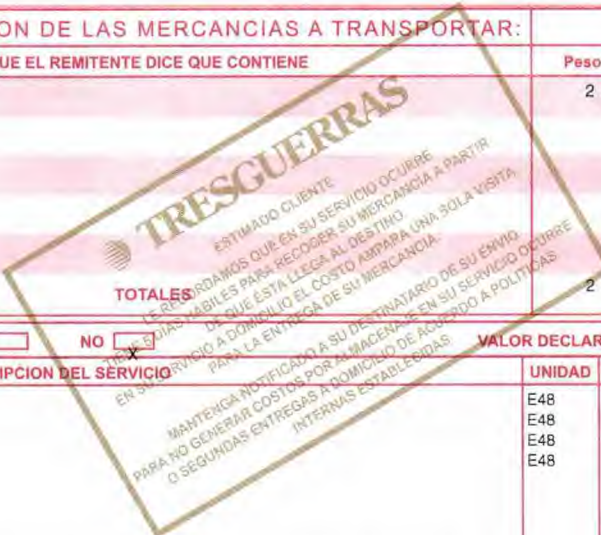 ON DE LAS MERCANCIAS A TRANSPORTAR:
UE EL REMITENTE DICE QUE CONTIENE
Peso
2
TRESGUERRAS
ESTIMADO CLIENTE
LE RECORDAMOS QUE EN SU SERVICIO OCURRE
TIENE 5 DIAS HABILES PARA RECOGER SU MERCANCIA A PARTIR
DE QUE ÉSTA LLEGA AL DESTINO.
EN SU SERVICIO A DOMICILIO EL COSTO AMPARA UNA SOLA VISITA
PARA LA ENTREGA DE SU MERCANCIA.
MANTENGA NOTIFICADO A SU DESTINATARIO DE SU ENVIO
PARA NO GENERAR COSTOS POR ALMACENAJE EN SU SERVICIO OCURRE
O SEGUNDAS ENTREGAS A DOMICILIO DE ACUERDO A POLITICAS
INTERNAS ESTABLECIDAS
TOTALES
2
NO
x
VALOR DECLAR
IPCION DEL SERVICIO
UNIDAD
E48
E48
E48
E48